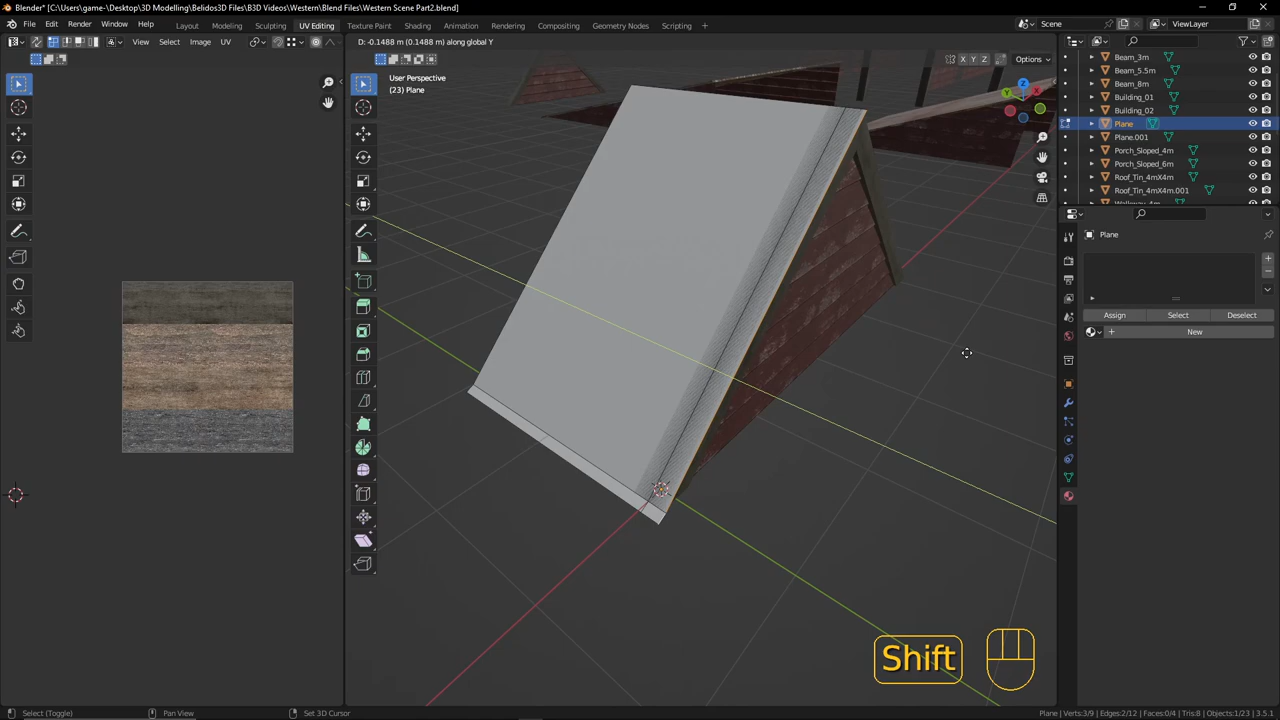 Blender* [C:\Users\game-\Desktop\3D Modelling\Belidos3D Files\B3D Videos\Western\Blend Files\Western Scene Part2.blend]
File Edit Render Window Help Layout Modeling Sculpting UV Editing Texture Paint Shading Animation Rendering Compositing Geometry Nodes Scripting Scene ViewLayer
View Select Image UV D: -0.1488 m (0.1488 m) along global Y
X Y Z Options
User Perspective
(23) Plane
Beam_3m
Beam_5.5m
Beam_8m
Building_01
Building_02
Plane
Plane.001
Porch_Sloped_4m
Porch_Sloped_6m
Roof_Tin_4mX4m
Roof_Tin_4mX4m.001
Plane
Assign Select Deselect
New
Shift
Select (Toggle) Pan View Set 3D Cursor Plane | Verts:3/9 | Edges:2/12 | Faces:0/4 | Tris:8 | Objects:1/23 | 3.5.1